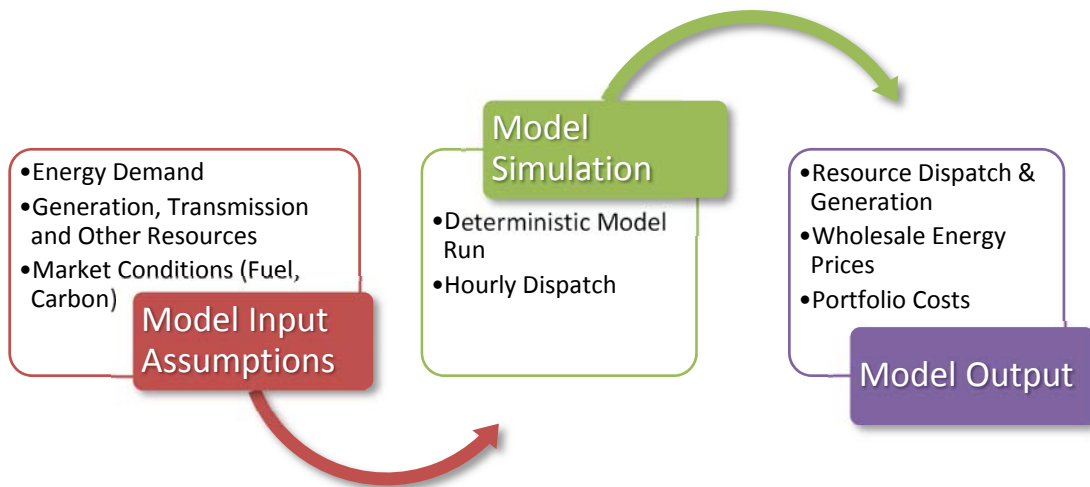 •Energy Demand
•Generation, Transmission
and Other Resources
•Market Conditions (Fuel,
Carbon)
Model Input
Assumptions
Model
Simulation
•Deterministic Model
Run
•Hourly Dispatch
•Resource Dispatch &
Generation
•Wholesale Energy
Prices
•Portfolio Costs
Model Output